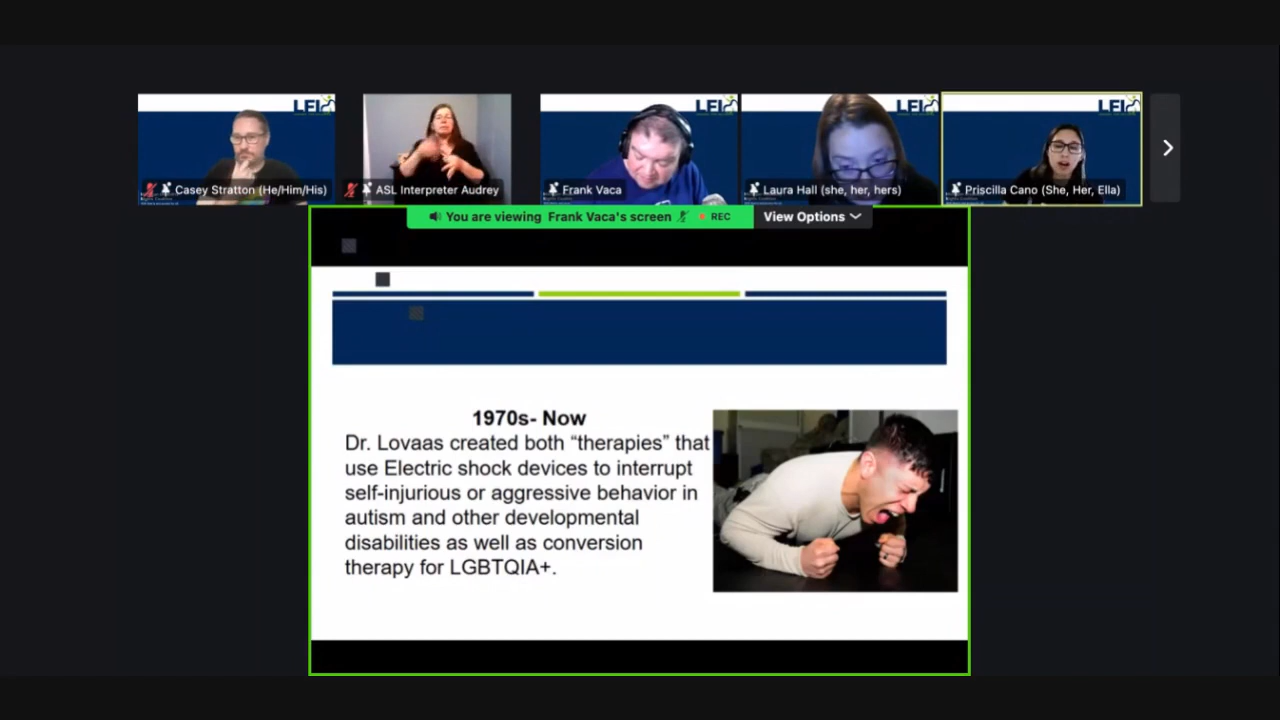 LEI
LEI
LEI
LEI
Casey Stratton (He/Him/His)
ASL Interpreter Audrey
Frank Vaca
Laura Hall (she, her, hers)
Priscilla Cano (She, Her, Ella)
You are viewing Frank Vaca's screen
REC
View Options
1970s- Now
Dr. Lovaas created both “therapies” that
use Electric shock devices to interrupt
self-injurious or aggressive behavior in
autism and other developmental
disabilities as well as conversion
therapy for LGBTQIA+.